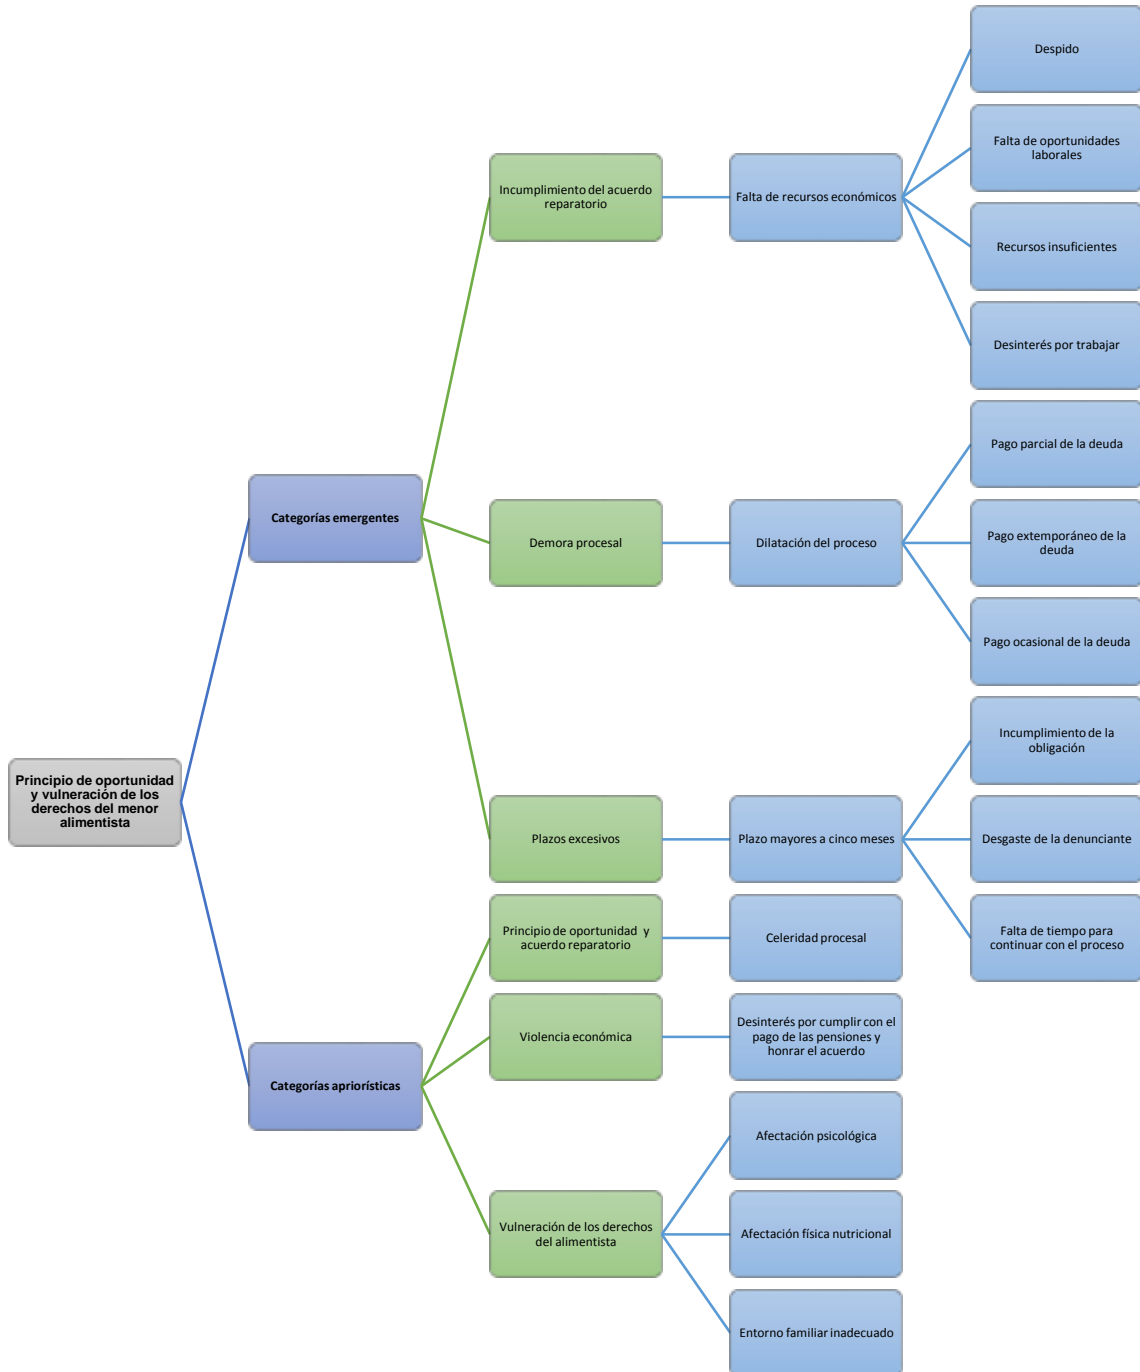 Principio de oportunidad
y vulneración de los
derechos del menor
alimentista
Categorías emergentes
Incumplimiento del acuerdo
reparatorio
Falta de recursos económicos
Despido
Falta de oportunidades
laborales
Recursos insuficientes
Desinterés por trabajar
Demora procesal
Dilatación del proceso
Pago parcial de la deuda
Pago extemporáneo de la
deuda
Pago ocasional de la deuda
Plazos excesivos
Plazo mayores a cinco meses
Incumplimiento de la
obligación
Desgaste de la denunciante
Falta de tiempo para
continuar con el proceso
Categorías apriorísticas
Principio de oportunidad y
acuerdo reparatorio
Celeridad procesal
Violencia económica
Desinterés por cumplir con el
pago de las pensiones y
honrar el acuerdo
Vulneración de los derechos
del alimentista
Afectación psicológica
Afectación física nutricional
Entorno familiar inadecuado